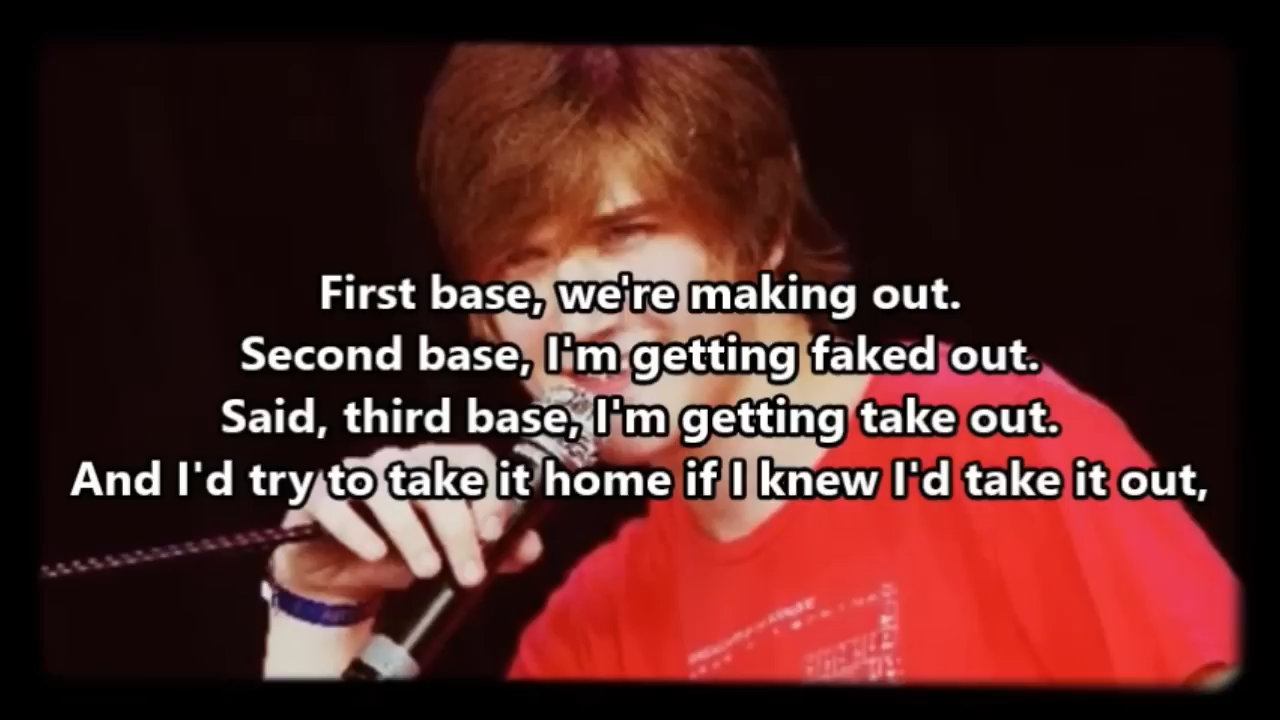 First base, we're making out.
Second base, I'm getting faked out.
Said, third base, I'm getting take out.
And I'd try to take it home if I knew I'd take it out,